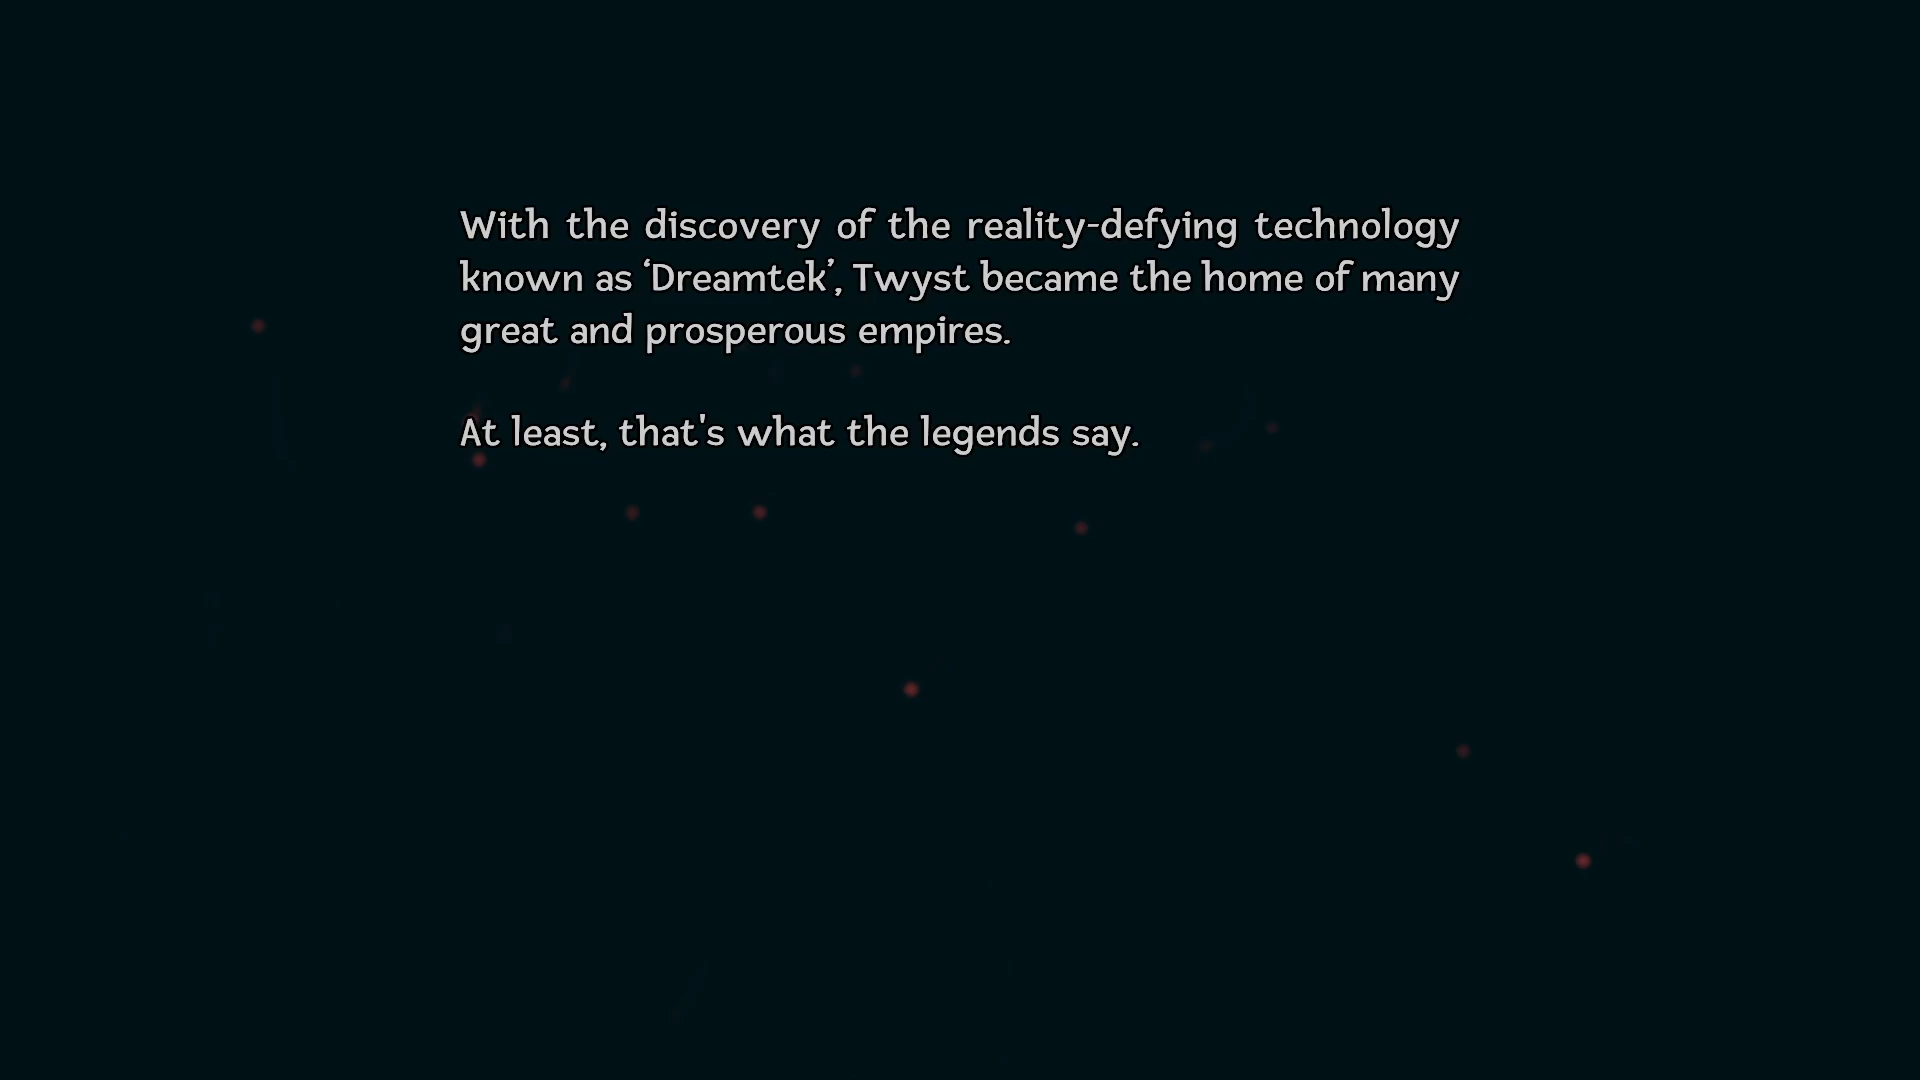 With the discovery of the reality-defying technology
known as ‘Dreamtek’, Twyst became the home of many
great and prosperous empires.
At least, that's what the legends say.